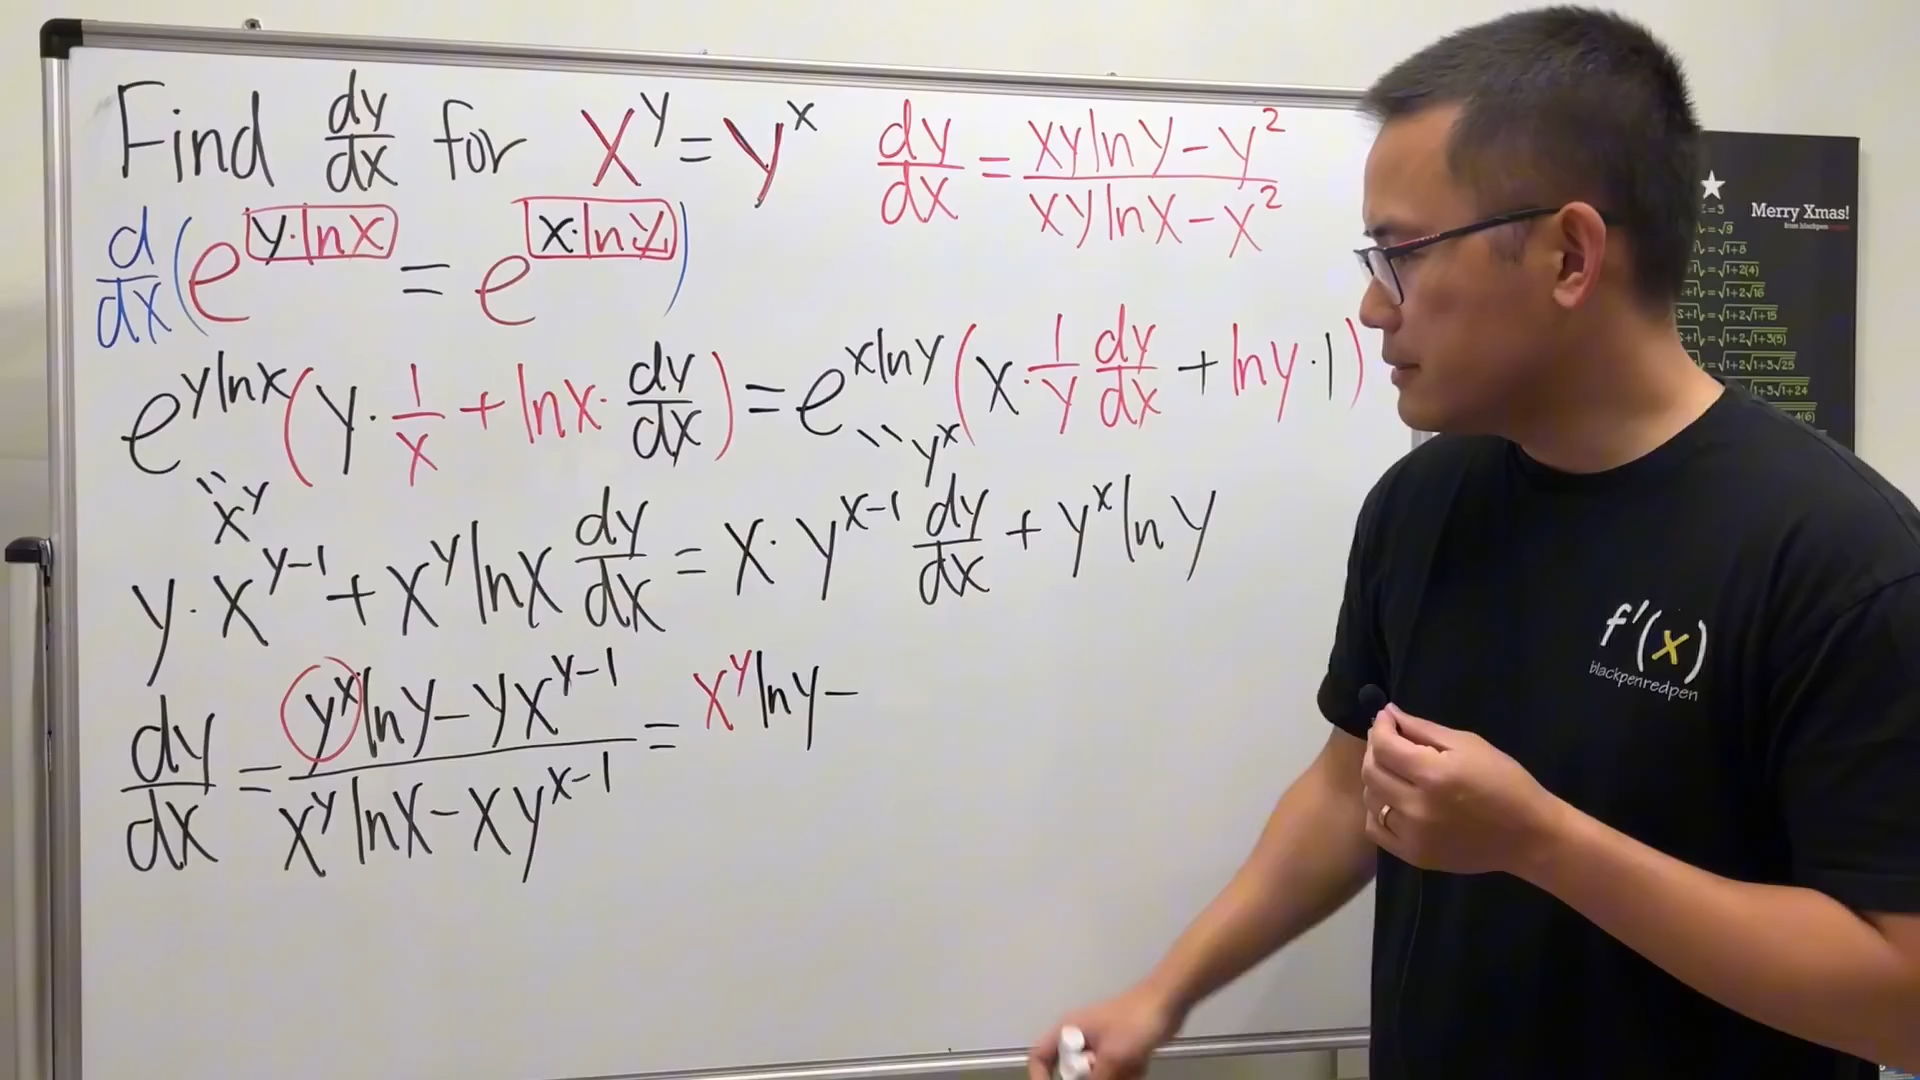 Find dy/dx for x^y = y^x
dy/dx = (xy ln y - y^2)/(xy ln x - x^2)
d/dx (e^(y·ln x) = e^(x·ln y))
e^(y ln x) (y · 1/x + ln x · dy/dx) = e^(x ln y) (x · 1/y dy/dx + ln y · 1)
" x^y
" y^x
y · x^(y-1) + x^y ln x dy/dx = x · y^(x-1) dy/dx + y^x ln y
dy/dx = (y^x ln y - y x^(y-1))/(x^y ln x - x y^(x-1)) = x^y ln y -
Merry Xmas!
f'(x)
blackpenredpen